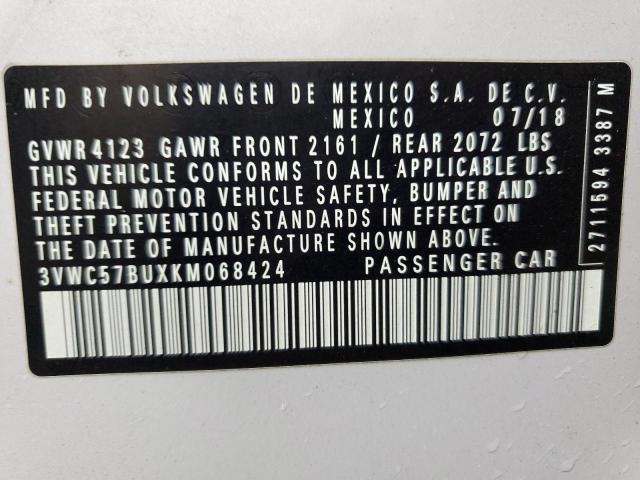 MFD BY VOLKSWAGEN DE MEXICO S.A. DE C.V.
MEXICO 07/18
GVWR 4123 GAWR FRONT 2161 / REAR 2072 LBS
THIS VEHICLE CONFORMS TO ALL APPLICABLE U.S.
FEDERAL MOTOR VEHICLE SAFETY, BUMPER AND
THEFT PREVENTION STANDARDS IN EFFECT ON
THE DATE OF MANUFACTURE SHOWN ABOVE.
3VWC57BUXKM068424 PASSENGER CAR
2711594 3387 M